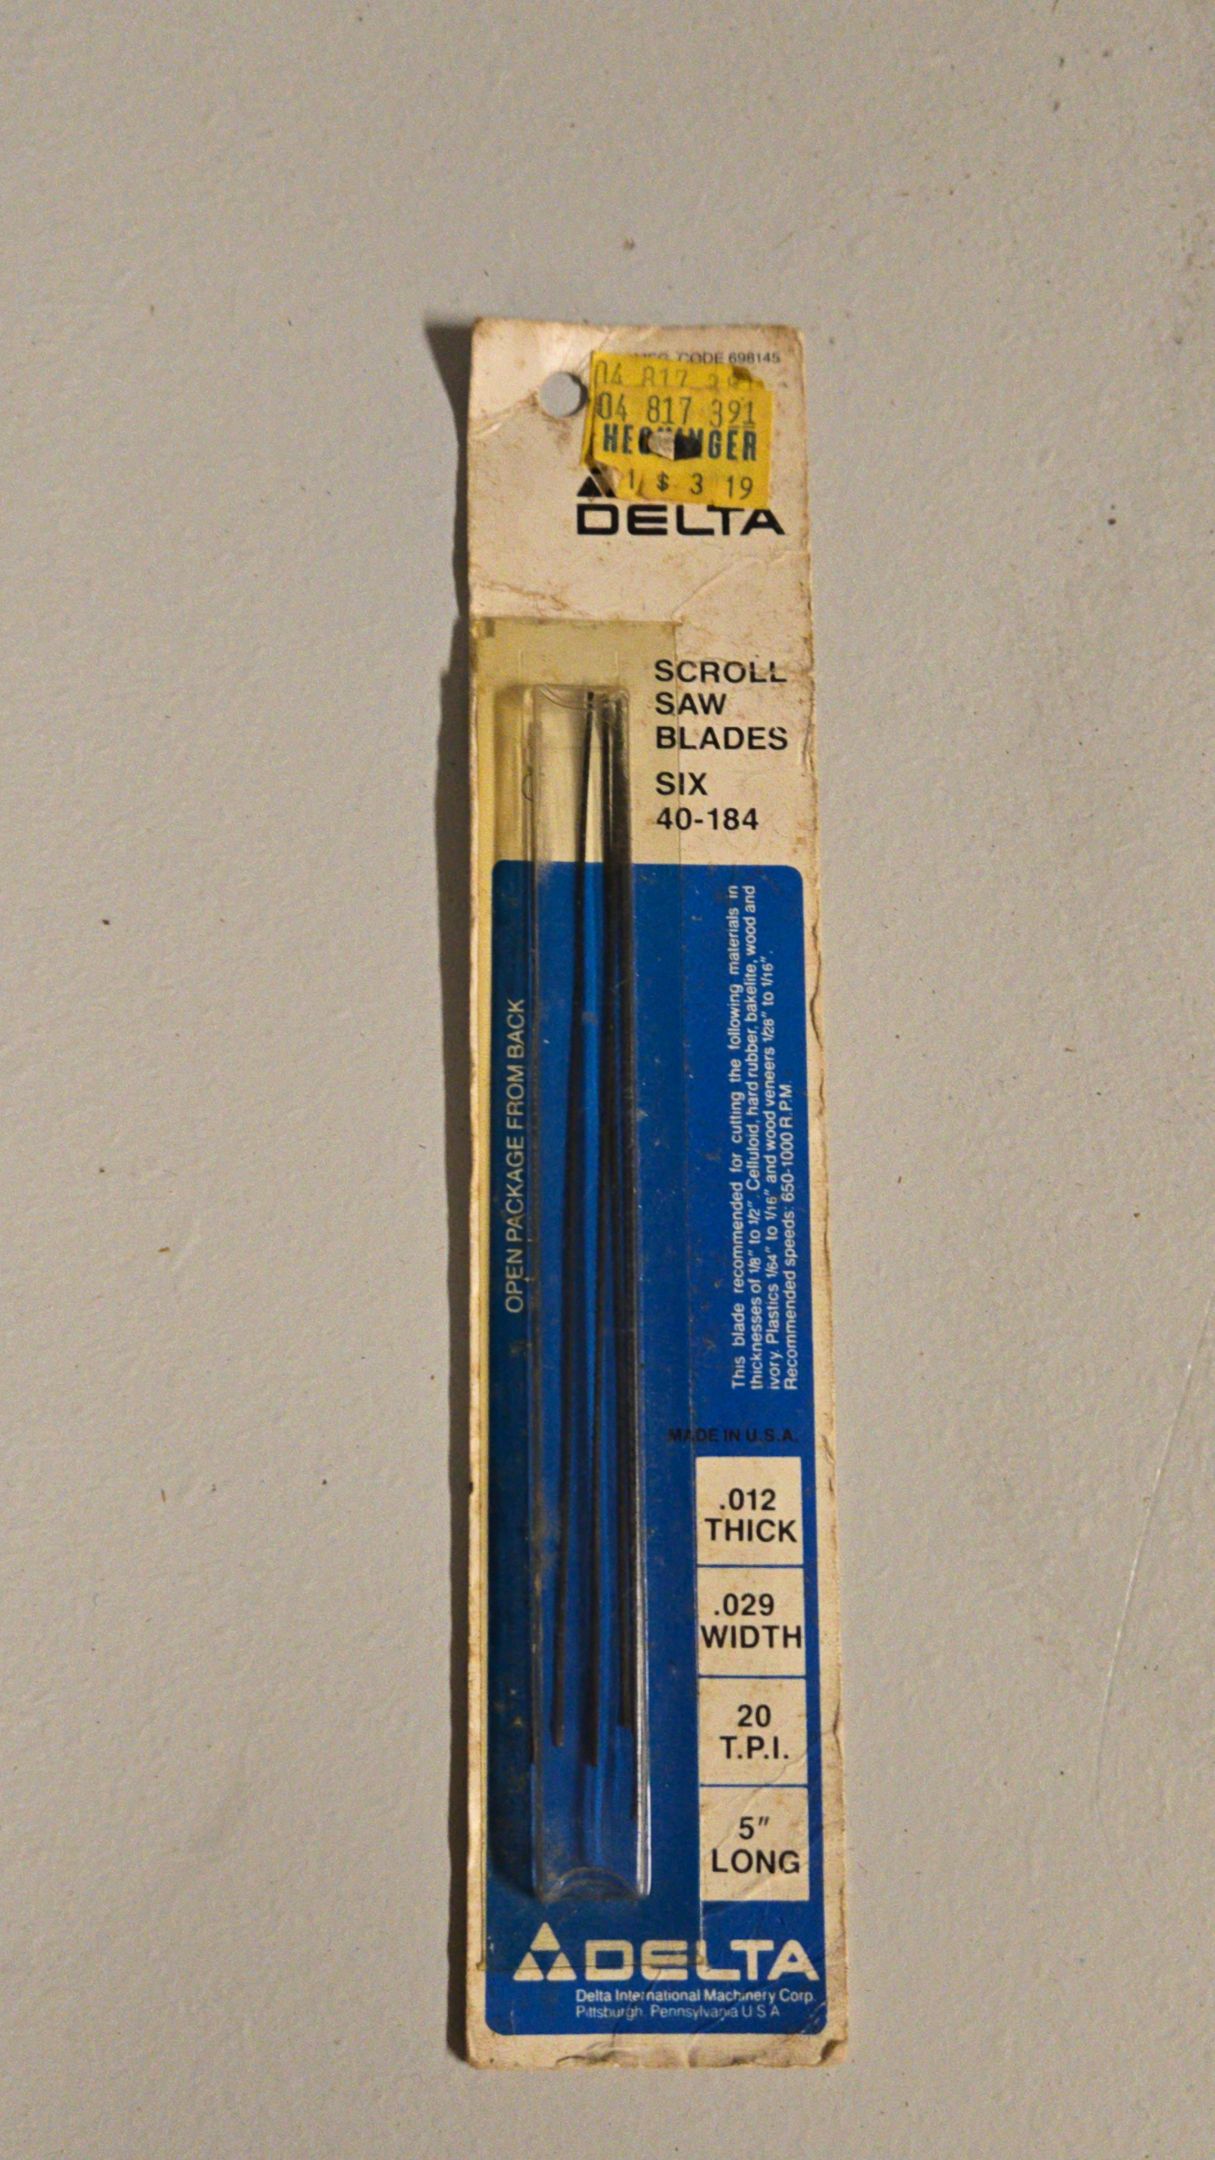 CODE 698145
04 817 391
HECHINGER
1 $ 3 19
DELTA
SCROLL
SAW
BLADES
SIX
40-184
OPEN PACKAGE FROM BACK
This blade recommended for cutting the following materials in
thicknesses of 1/8" to 1/2". Celluloid, hard rubber, bakelite, wood and
ivory. Plastics 1/64" to 1/16" and wood veneers 1/28" to 1/16".
Recommended speeds: 650-1000 R.P.M.
MADE IN U.S.A.
.012
THICK
.029
WIDTH
20
T.P.I.
5"
LONG
DELTA
Delta International Machinery Corp.
Pittsburgh, Pennsylvania U S A